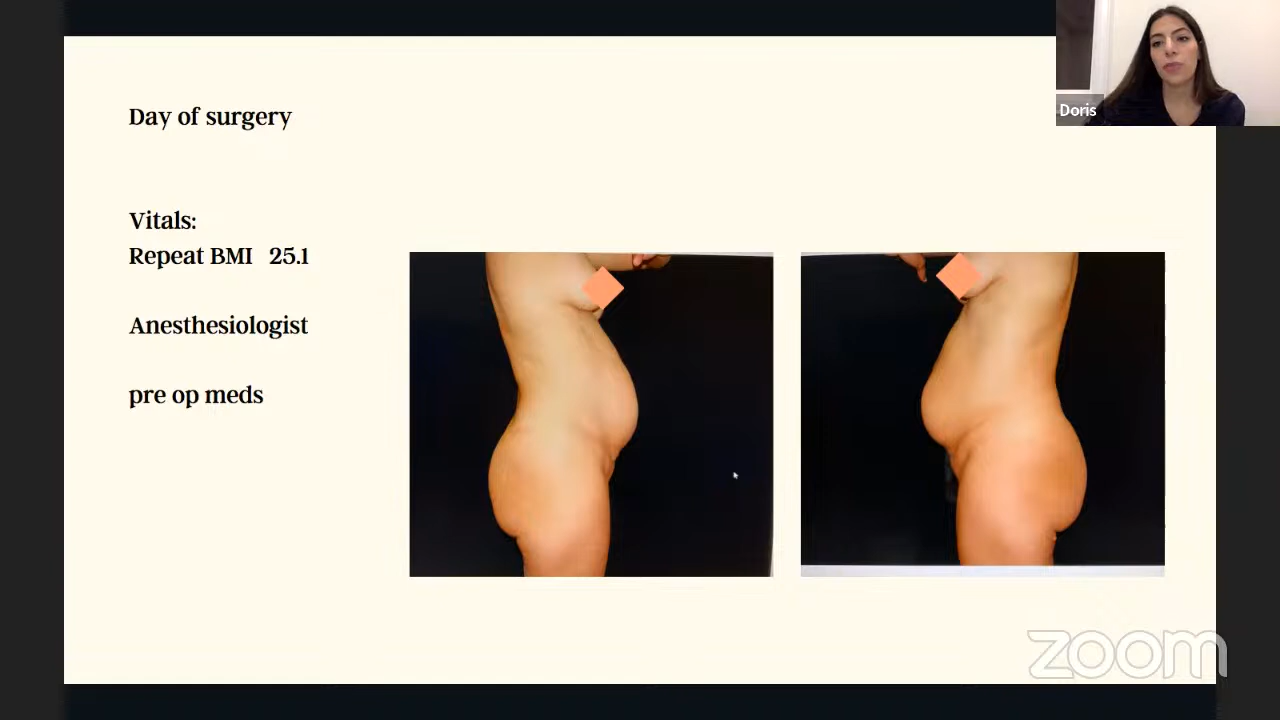 Day of surgery
Vitals:
Repeat BMI 25.1
Anesthesiologist
pre op meds
Doris
zoom